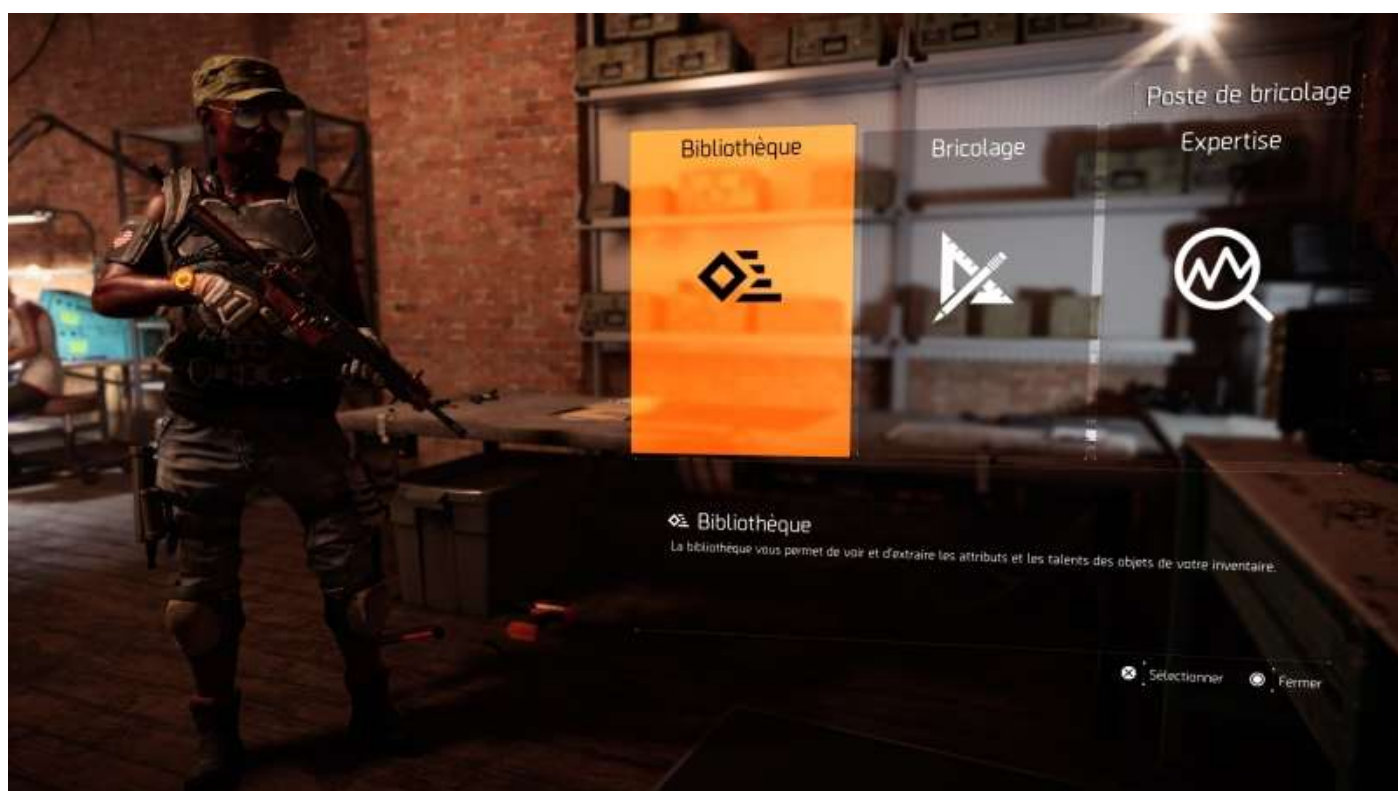 Poste de bricolage
Bibliothèque
Bricolage
Expertise
Bibliothèque
La bibliothèque vous permet de voir et d'extraire les attributs et les talents des objets de votre inventaire.
Sélectionner
Fermer